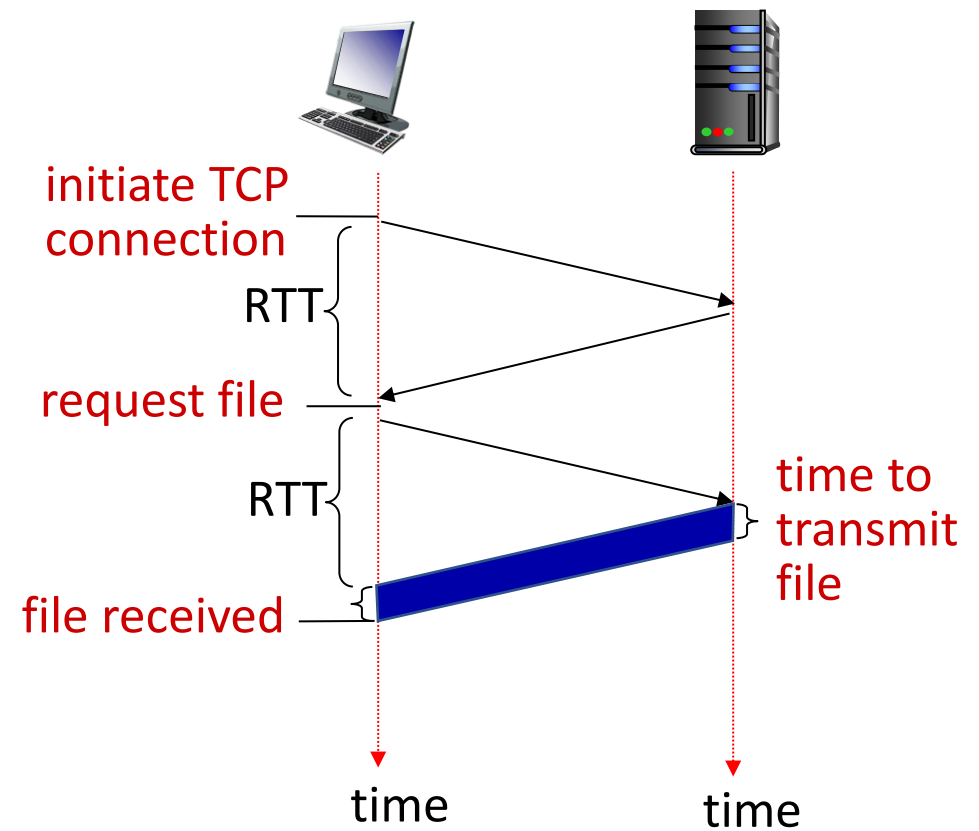 initiate TCP
connection
RTT
request file
RTT
time to
transmit
file
file received
time
time